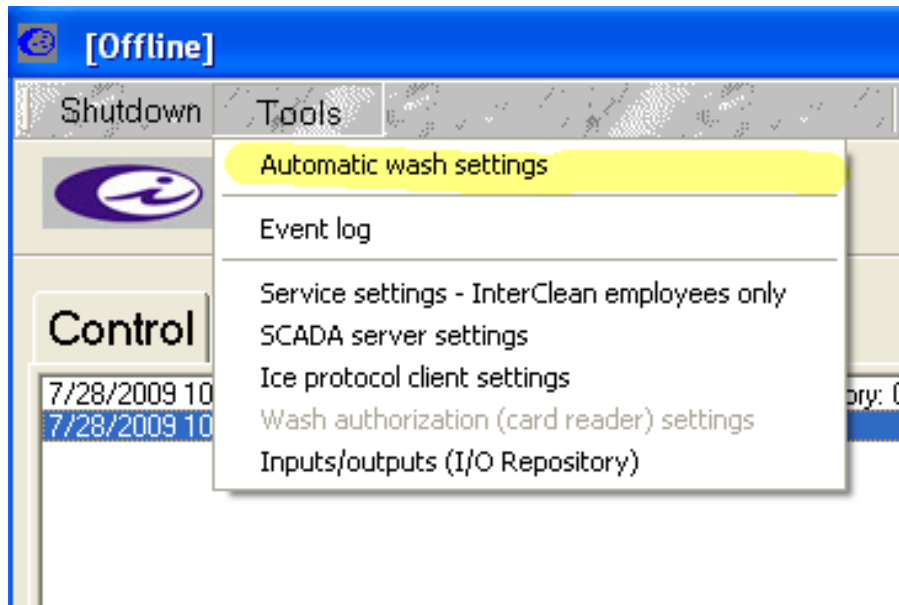 [Offline]
Shutdown Tools
Automatic wash settings
Event log
Service settings - InterClean employees only
Control
SCADA server settings
Ice protocol client settings
7/28/2009 10
Wash authorization (card reader) settings
7/28/2009 10
Inputs/outputs (I/O Repository)